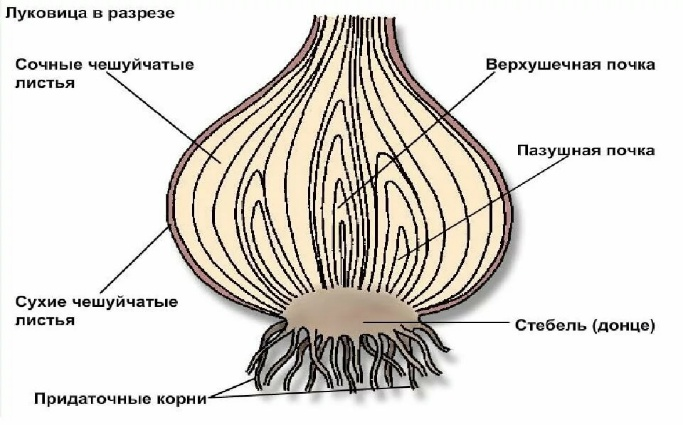 Луковица в разрезе
Сочные чешуйчатые
листья
Верхушечная почка
Пазушная почка
Сухие чешуйчатые
листья
Стебель (донце)
Придаточные корни